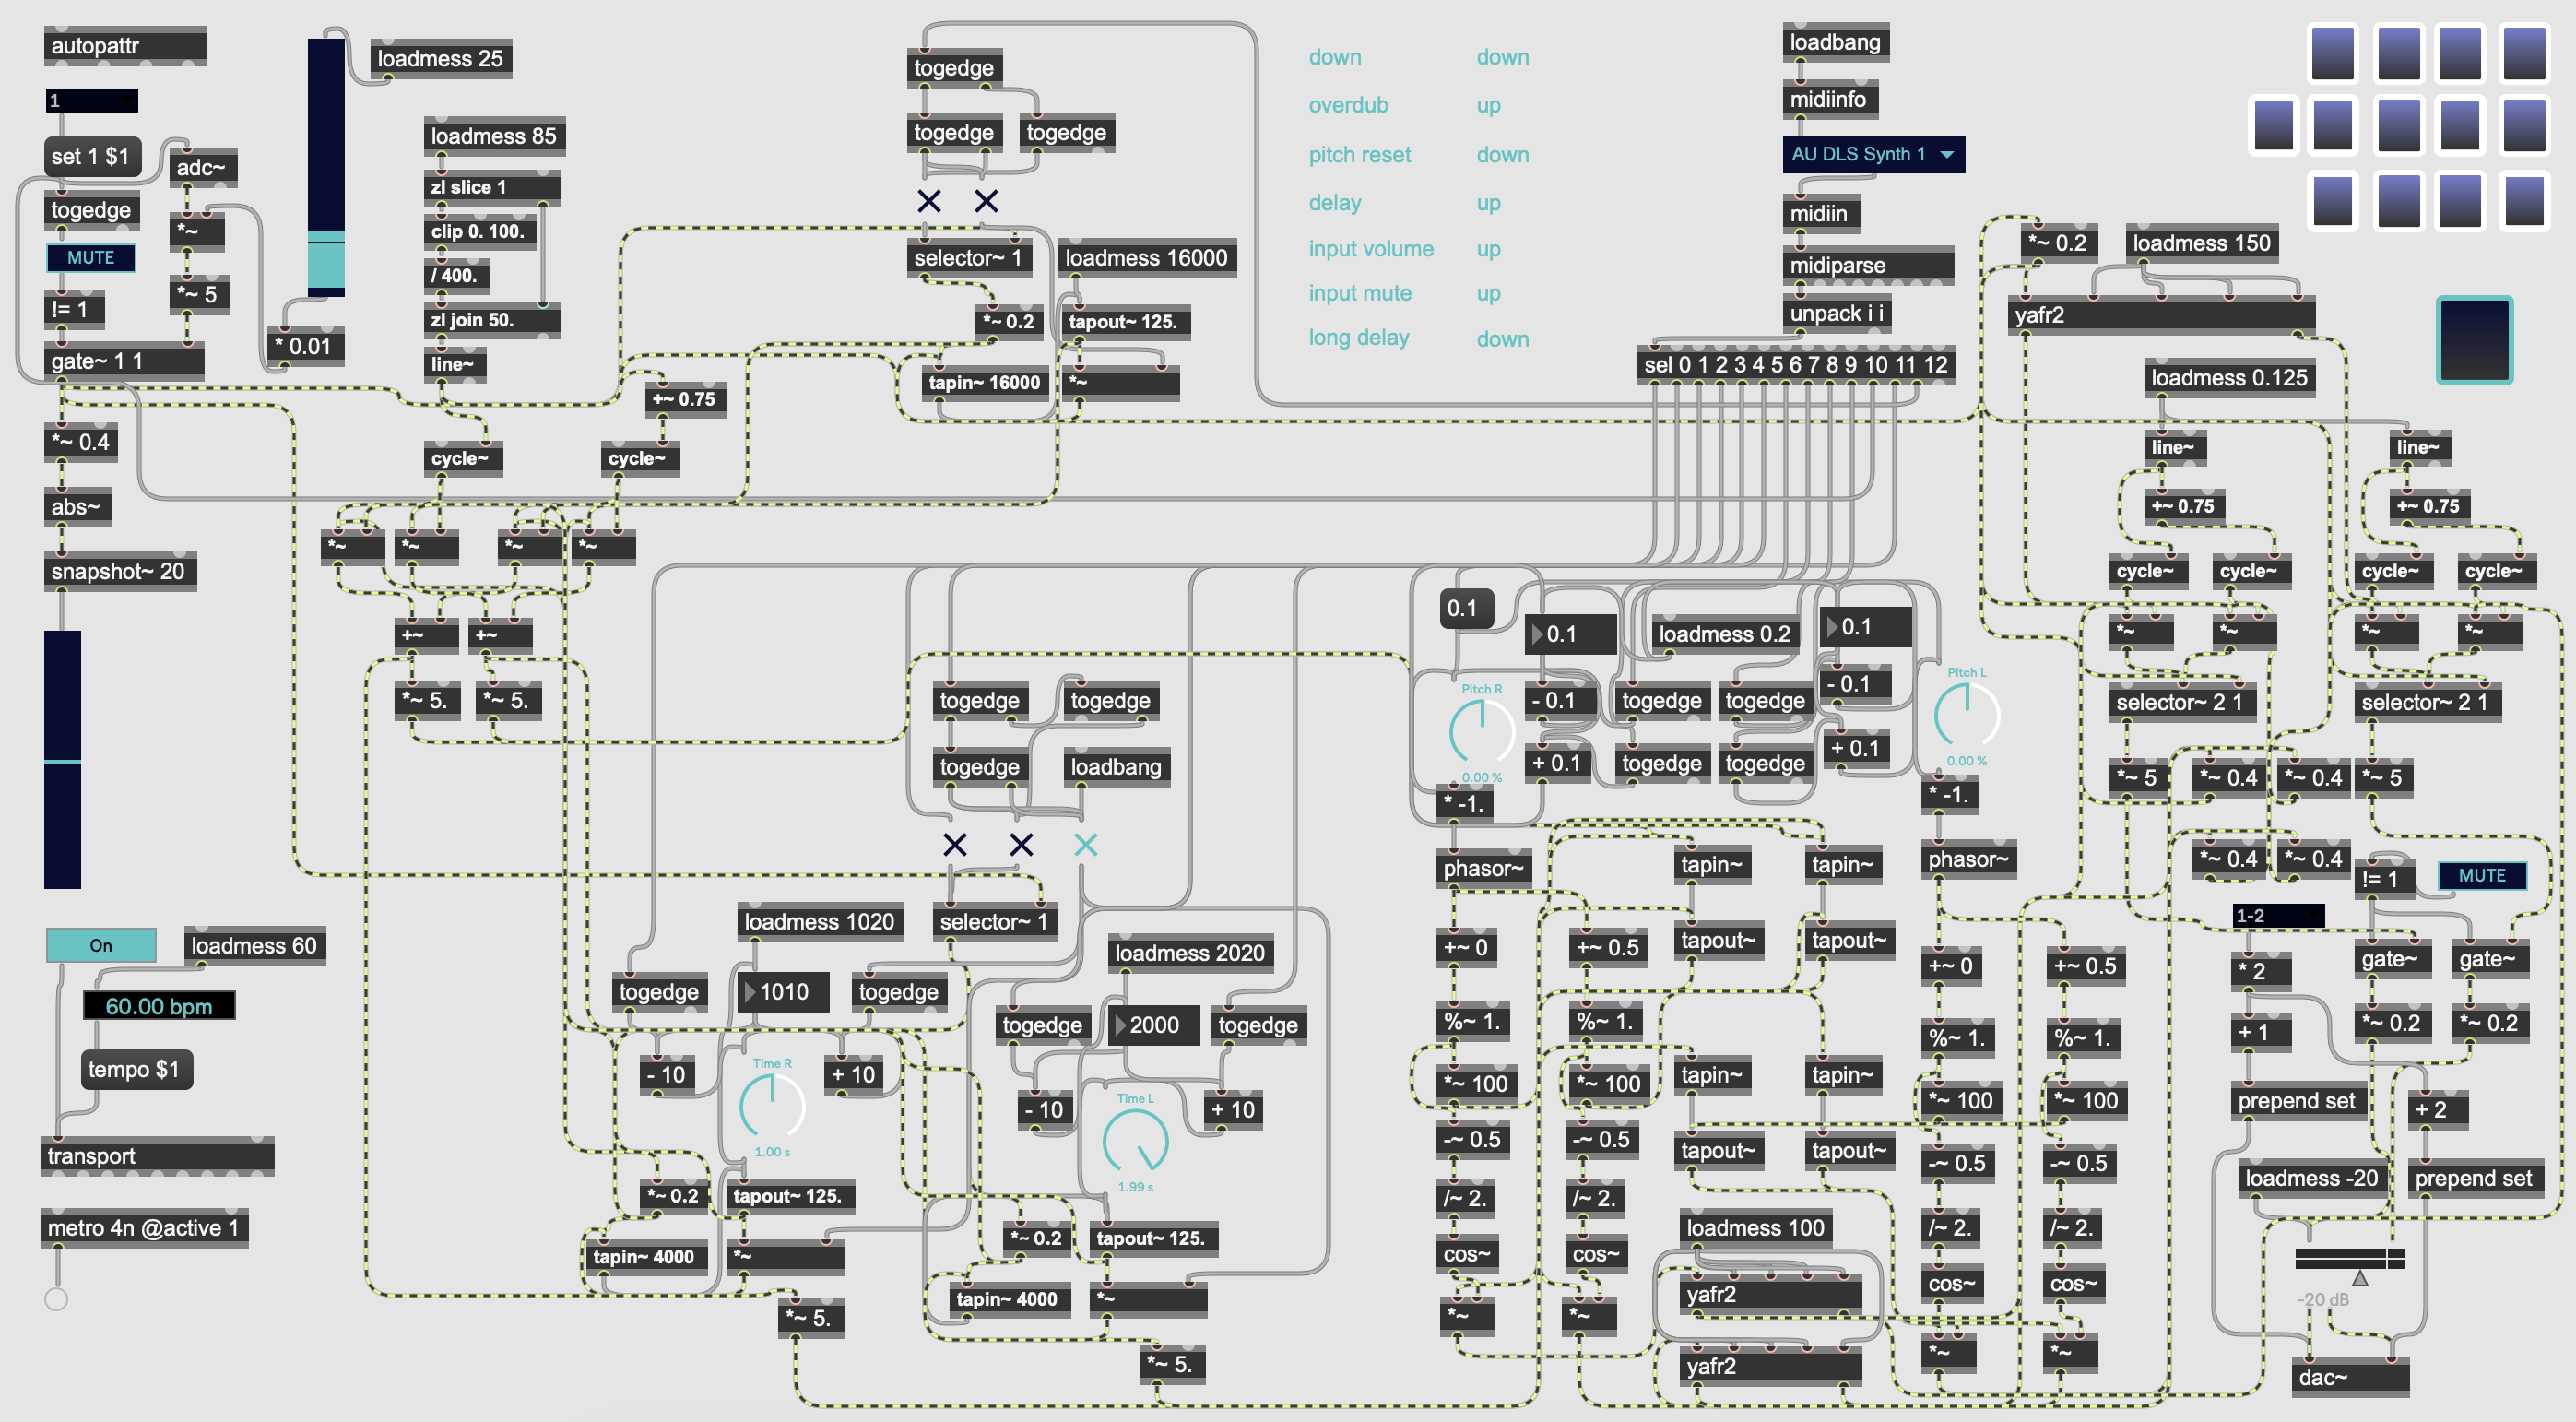 autopattr
1
set 1 $1
adc~
togedge
*~
MUTE
*~ 5
!= 1
gate~ 1 1
* 0.01
loadmess 25
*~ 0.4
abs~
snapshot~ 20
On
loadmess 60
60.00 bpm
tempo $1
transport
metro 4n @active 1
loadmess 85
zl slice 1
clip 0. 100.
/ 400.
zl join 50.
line~
+~ 0.75
cycle~
cycle~
*~
*~
*~
*~
+~
+~
*~ 5.
*~ 5.
togedge
togedge
togedge
selector~ 1
loadmess 16000
*~ 0.2
tapout~ 125.
tapin~ 16000
*~
down
down
overdub
up
pitch reset
down
delay
up
input volume
up
input mute
up
long delay
down
loadbang
midiinfo
AU DLS Synth 1
midiin
midiparse
unpack i i
sel 0 1 2 3 4 5 6 7 8 9 10 11 12
togedge
togedge
togedge
loadbang
loadmess 1020
selector~ 1
loadmess 2020
togedge
1010
togedge
togedge
2000
togedge
- 10
Time R
1.00 s
+ 10
- 10
Time L
1.99 s
+ 10
*~ 0.2
tapout~ 125.
tapin~ 4000
*~
*~ 5.
*~ 0.2
tapout~ 125.
tapin~ 4000
*~
*~ 5.
0.1
0.1
loadmess 0.2
0.1
Pitch R
0.00 %
- 0.1
togedge
togedge
- 0.1
Pitch L
0.00 %
+ 0.1
togedge
togedge
+ 0.1
* -1.
* -1.
phasor~
tapin~
tapin~
phasor~
+~ 0
+~ 0.5
tapout~
tapout~
+~ 0
+~ 0.5
%~ 1.
%~ 1.
%~ 1.
%~ 1.
*~ 100
*~ 100
tapin~
tapin~
*~ 100
*~ 100
-~ 0.5
-~ 0.5
tapout~
tapout~
-~ 0.5
-~ 0.5
/~ 2.
/~ 2.
loadmess 100
/~ 2.
/~ 2.
cos~
cos~
yafr2
cos~
cos~
*~
*~
yafr2
*~
*~
*~ 0.2
loadmess 150
yafr2
loadmess 0.125
line~
line~
+~ 0.75
+~ 0.75
cycle~
cycle~
cycle~
cycle~
*~
*~
*~
*~
selector~ 2 1
selector~ 2 1
*~ 5
*~ 0.4
*~ 0.4
*~ 5
*~ 0.4
*~ 0.4
!= 1
MUTE
1-2
* 2
gate~
gate~
+ 1
*~ 0.2
*~ 0.2
prepend set
+ 2
loadmess -20
prepend set
-20 dB
dac~